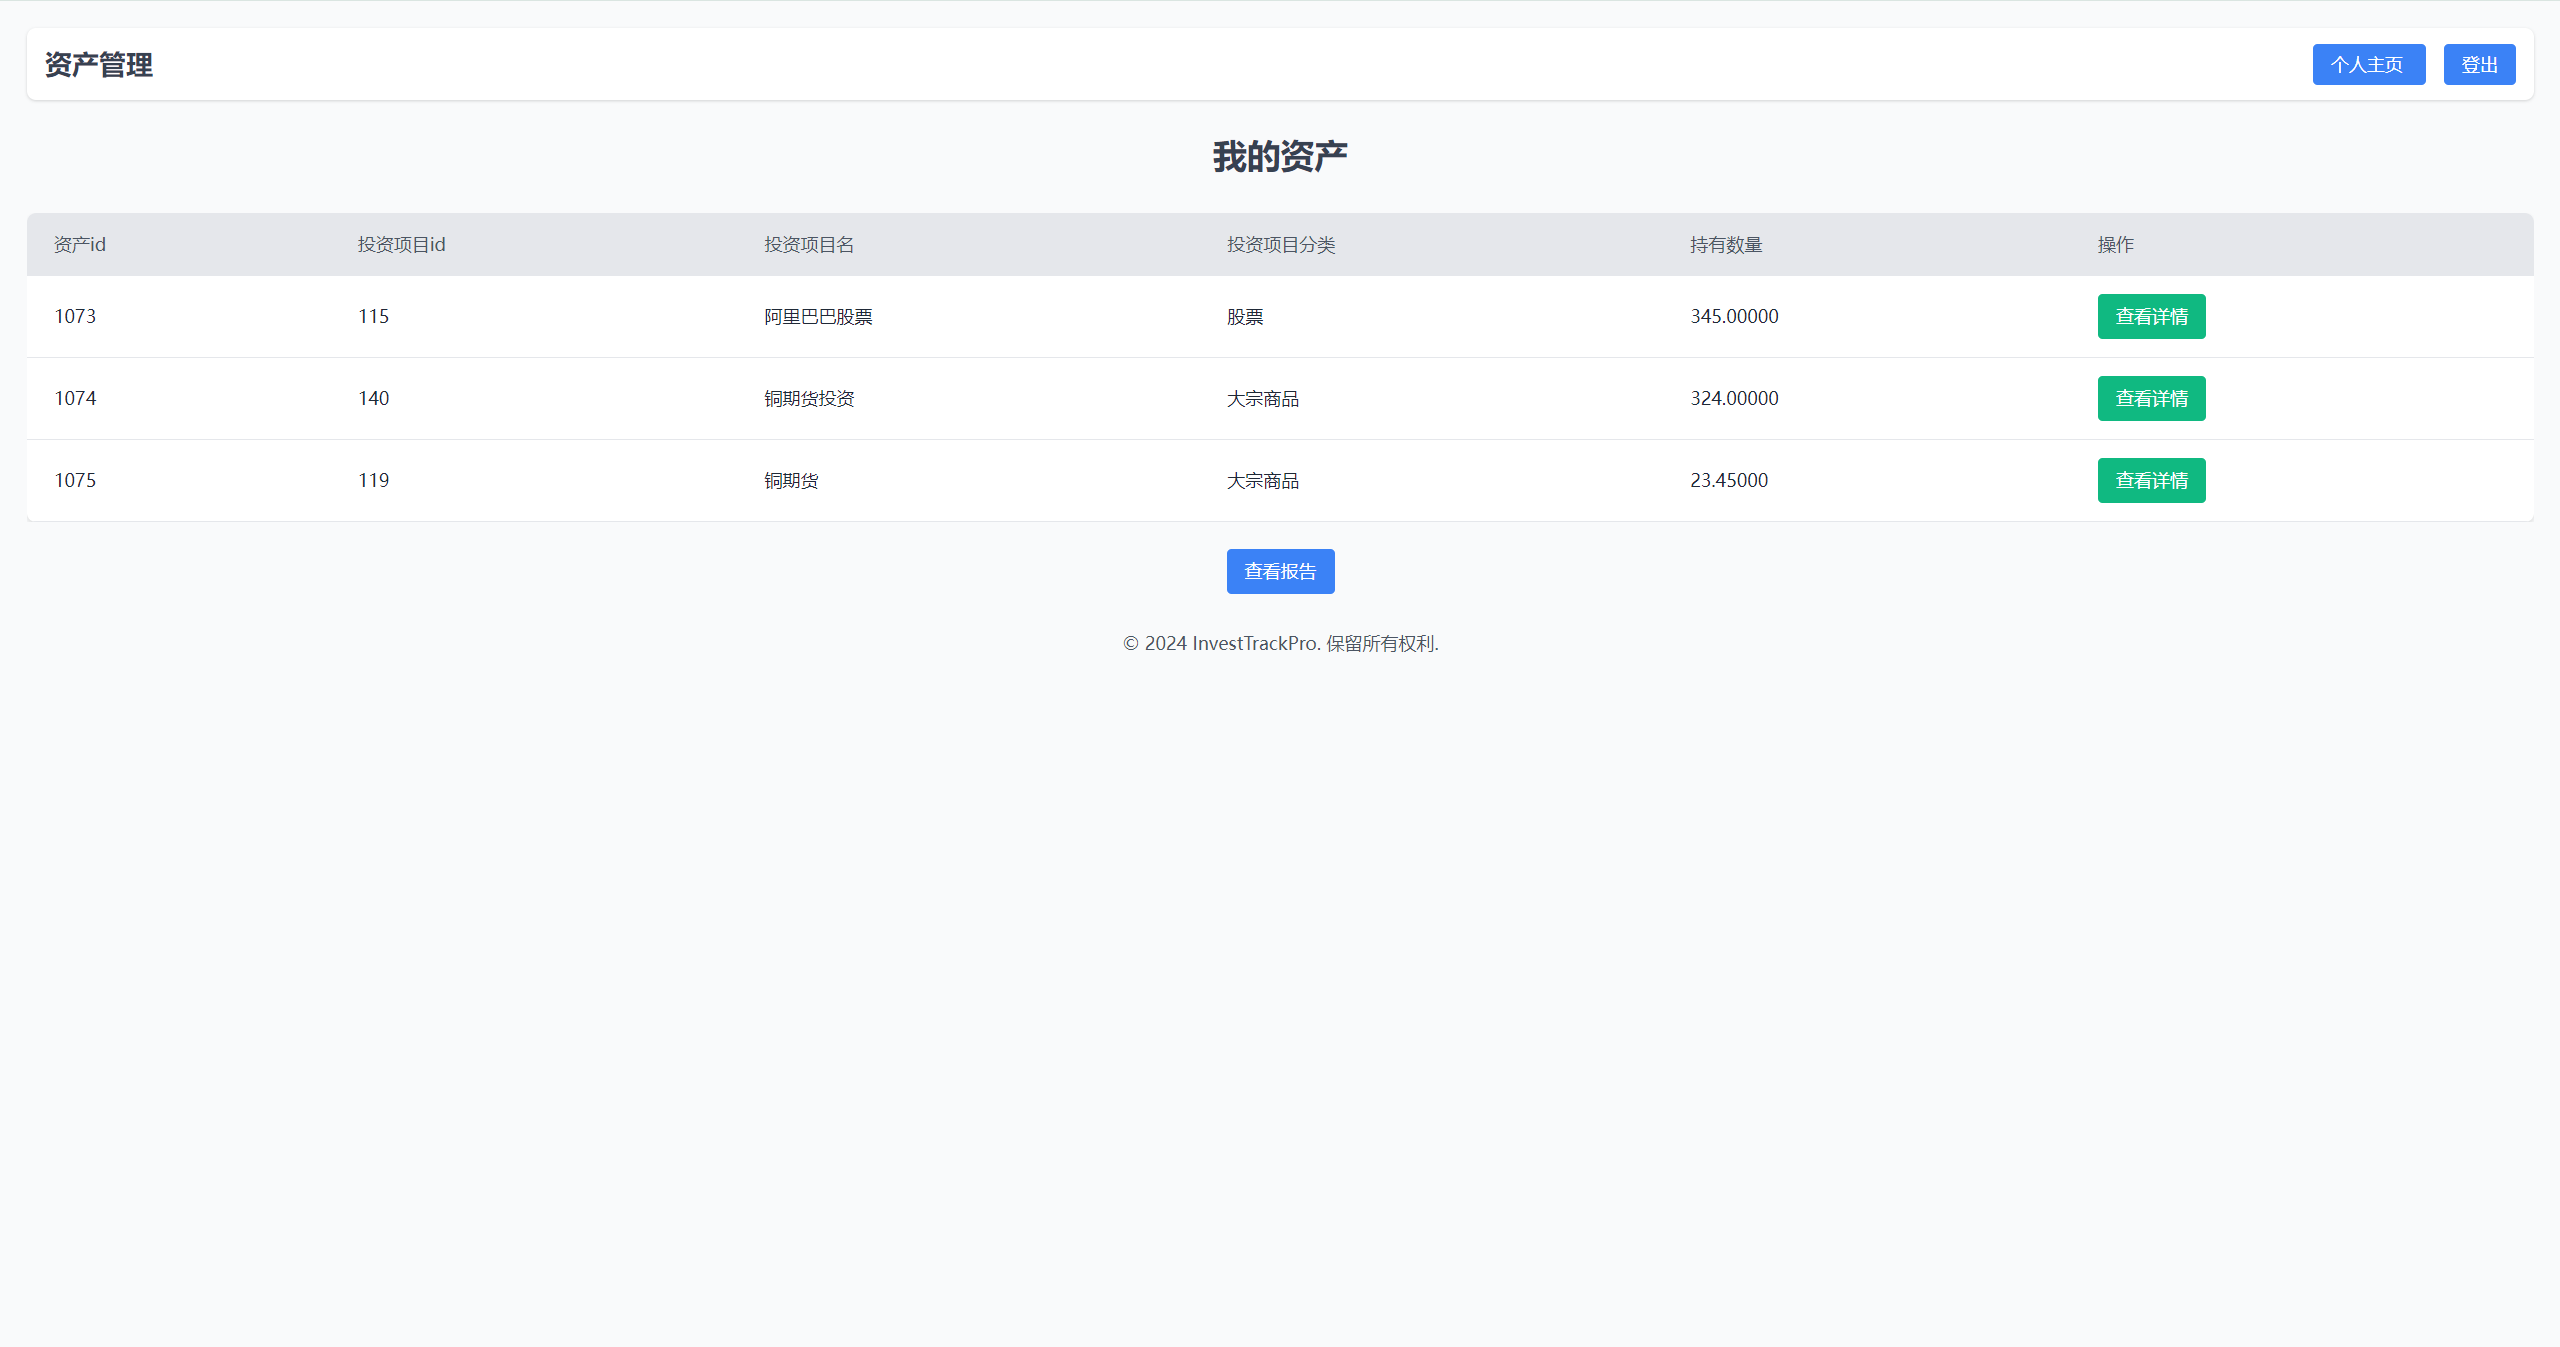 资产管理 个人主页 登出
我的资产
资产id 投资项目id 投资项目名 投资项目分类 持有数量 操作
1073 115 阿里巴巴股票 股票 345.00000 查看详情
1074 140 铜期货投资 大宗商品 324.00000 查看详情
1075 119 铜期货 大宗商品 23.45000 查看详情
查看报告
© 2024 InvestTrackPro. 保留所有权利.